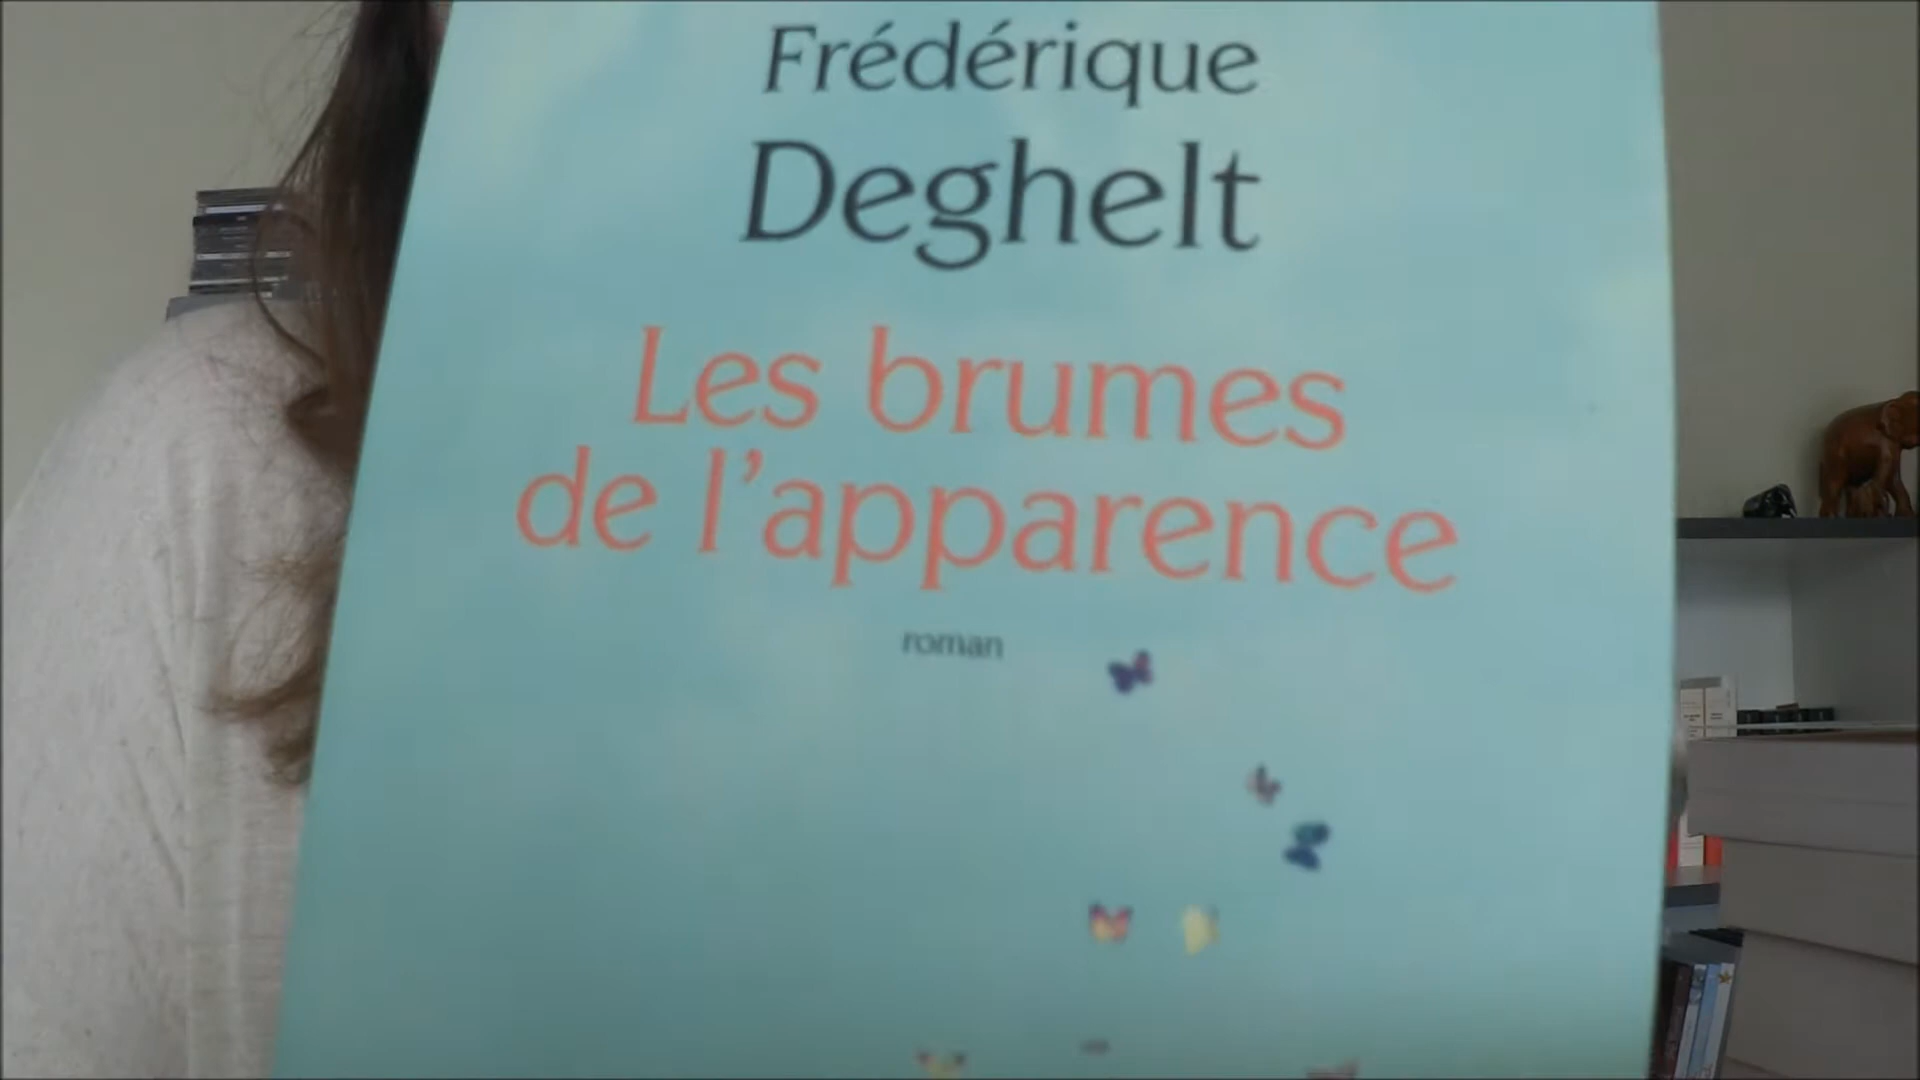 Frédérique
Deghelt
Les brumes
de l'apparence
roman